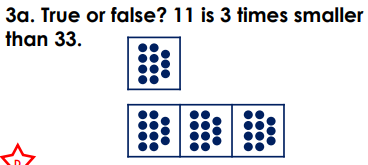 3a. True or false? 11 is 3 times smaller
than 33.
D